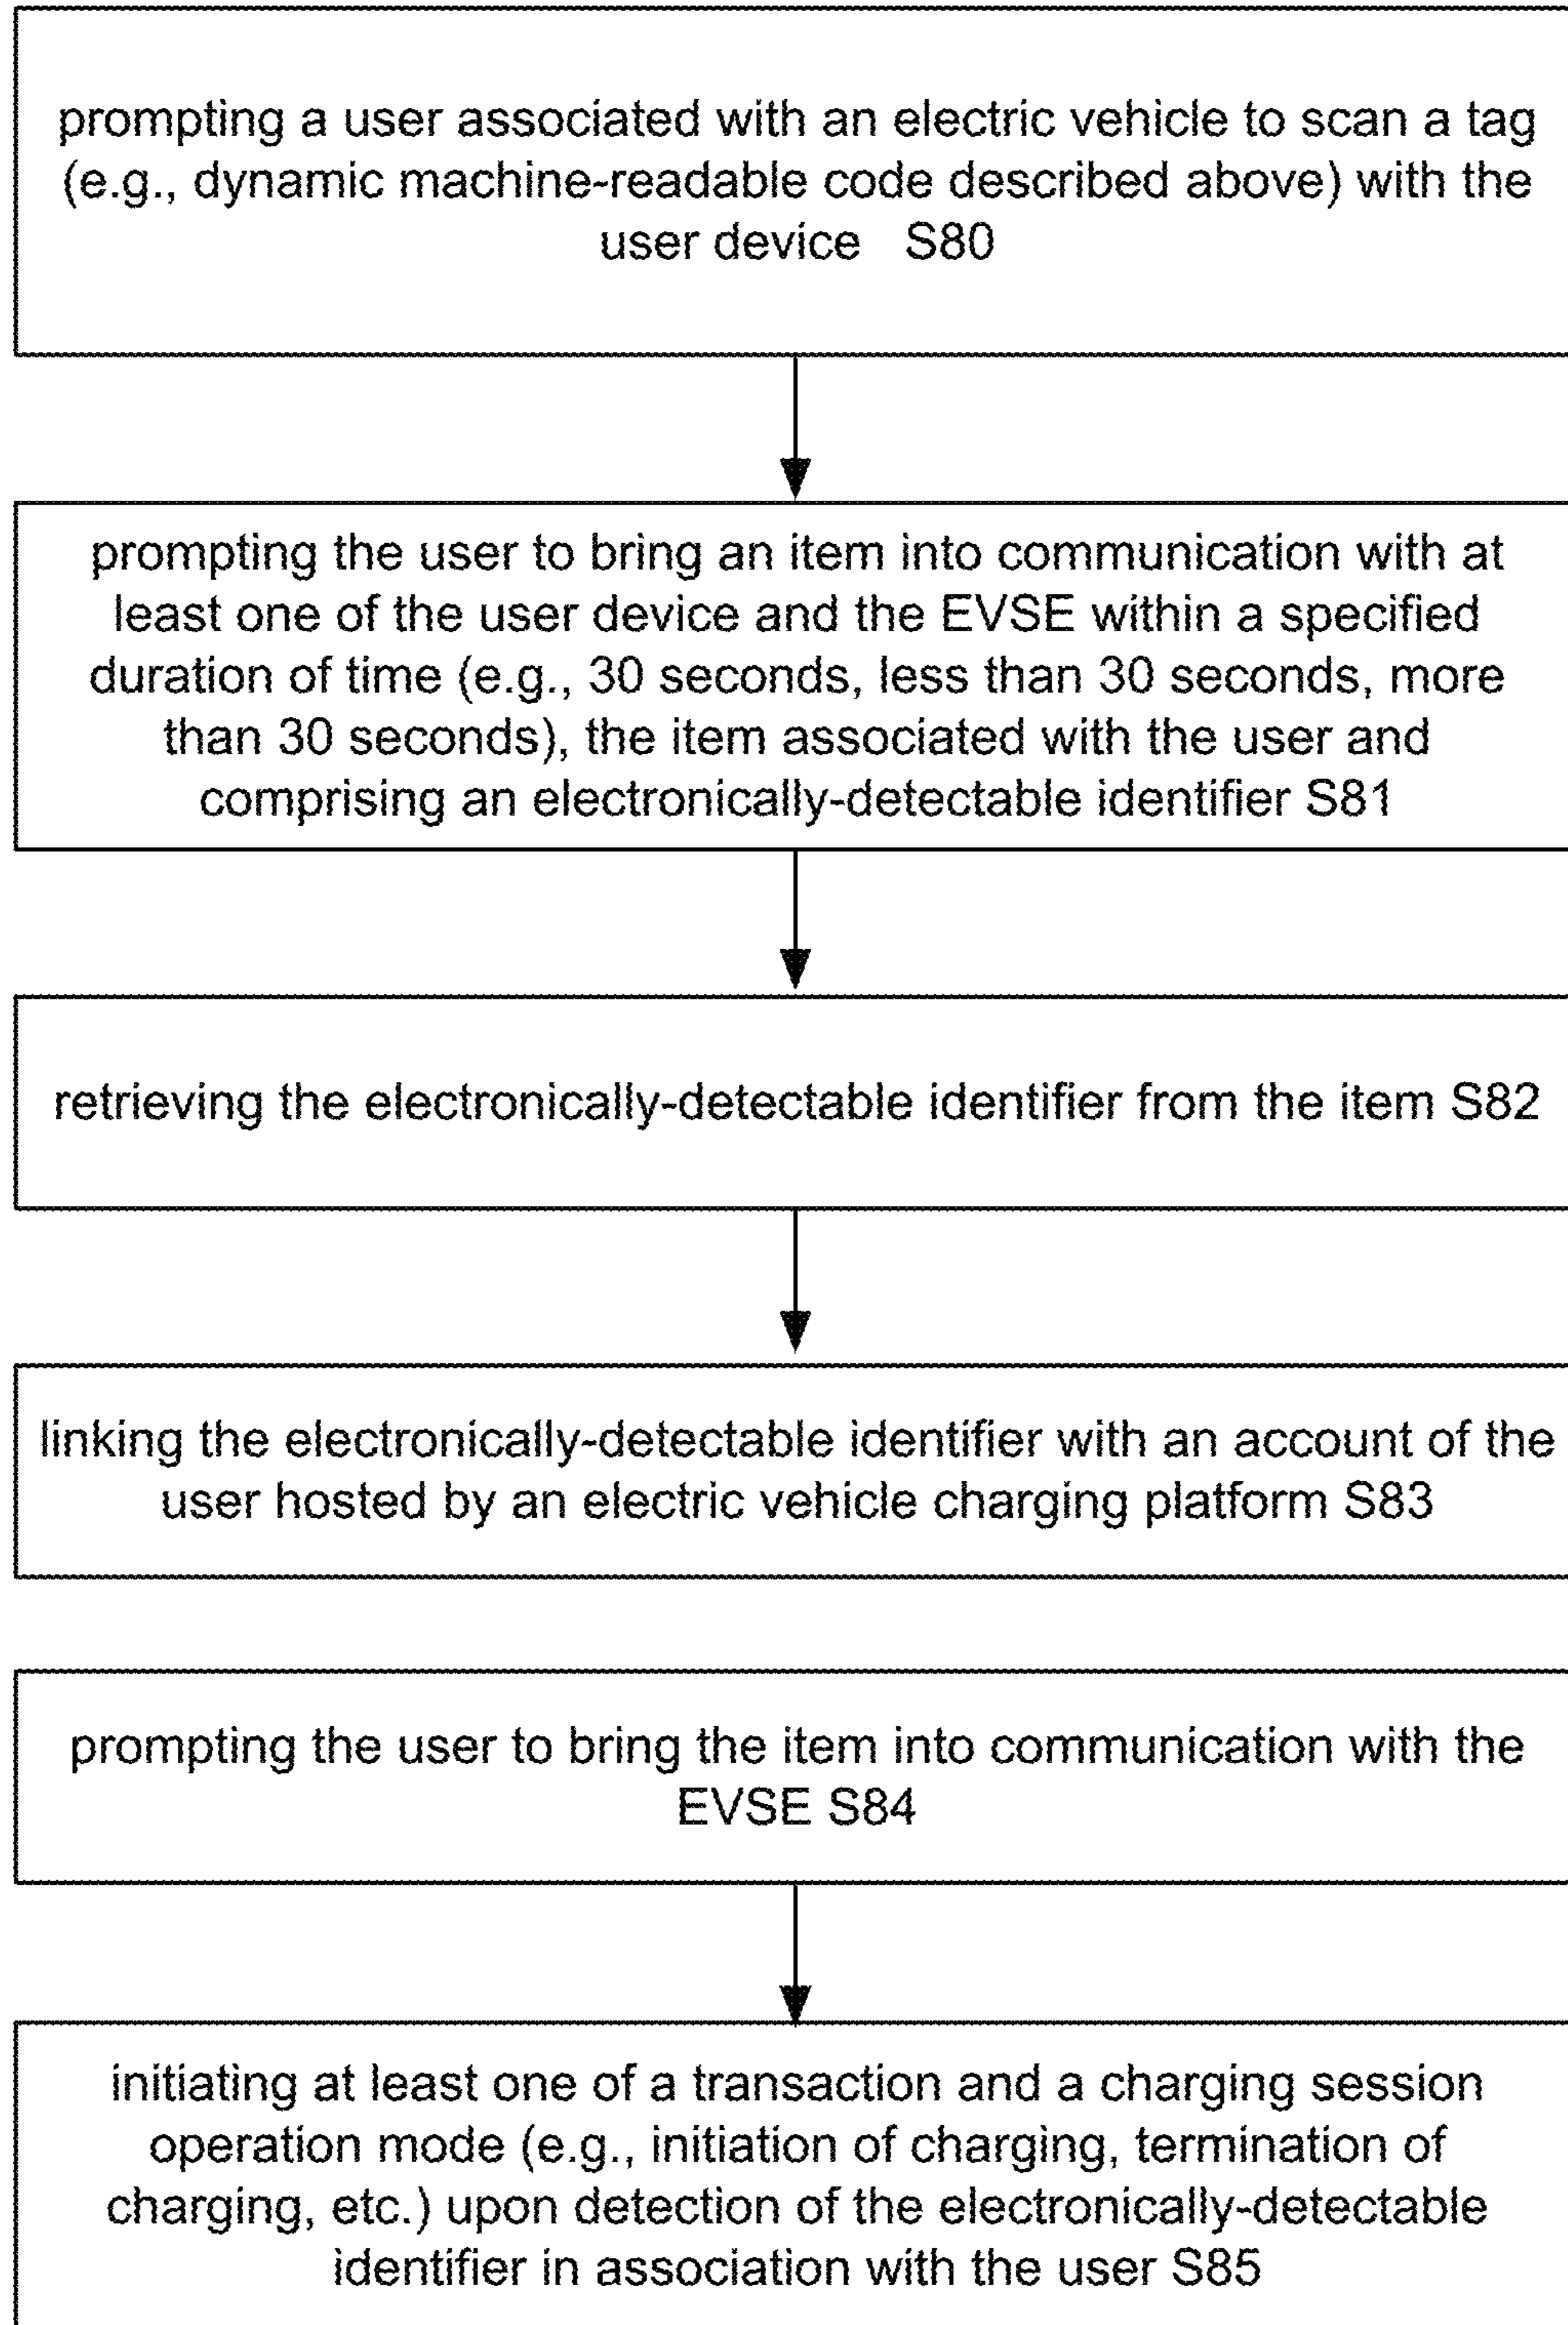 prompting a user associated with an electric vehicle to scan a tag
(e.g., dynamic machine-readable code described above) with the
user device S80
prompting the user to bring an item into communication with at
least one of the user device and the EVSE within a specified
duration of time (e.g., 30 seconds, less than 30 seconds, more
than 30 seconds), the item associated with the user and
comprising an electronically-detectable identifier S81
retrieving the electronically-detectable identifier from the item S82
linking the electronically-detectable identifier with an account of the
user hosted by an electric vehicle charging platform S83
prompting the user to bring the item into communication with the
EVSE S84
initiating at least one of a transaction and a charging session
operation mode (e.g., initiation of charging, termination of
charging, etc.) upon detection of the electronically-detectable
identifier in association with the user S85